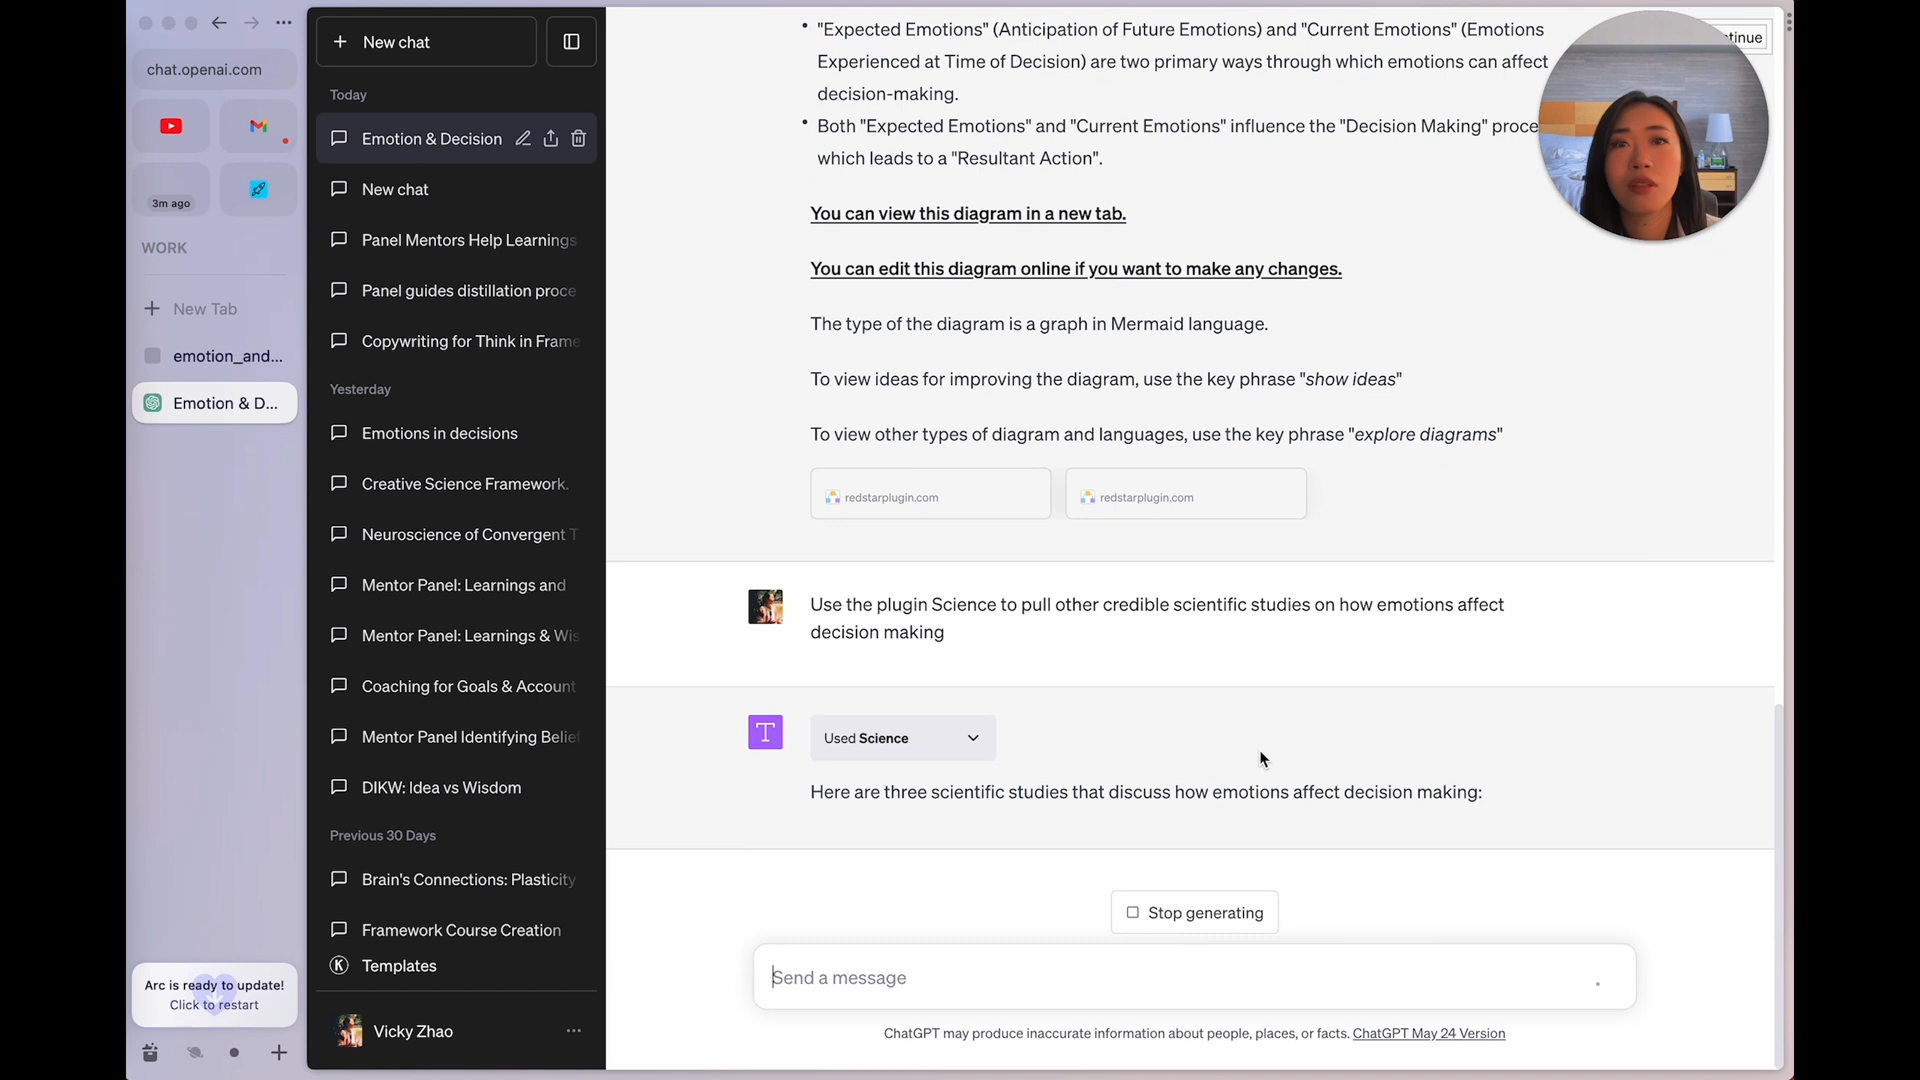 chat.openai.com
3m ago
WORK
New Tab
emotion_and...
Emotion & D...
Arc is ready to update!
Click to restart
New chat
Today
Emotion & Decision
New chat
Panel Mentors Help Learnings
Panel guides distillation proce
Copywriting for Think in Frame
Yesterday
Emotions in decisions
Creative Science Framework.
Neuroscience of Convergent T
Mentor Panel: Learnings and
Mentor Panel: Learnings & Wis
Coaching for Goals & Account
Mentor Panel Identifying Belief
DIKW: Idea vs Wisdom
Previous 30 Days
Brain's Connections: Plasticity
Framework Course Creation
K Templates
Vicky Zhao
• "Expected Emotions" (Anticipation of Future Emotions) and "Current Emotions" (Emotions
Experienced at Time of Decision) are two primary ways through which emotions can affect
decision-making.
• Both "Expected Emotions" and "Current Emotions" influence the "Decision Making" proce
which leads to a "Resultant Action".
tinue
You can view this diagram in a new tab.
You can edit this diagram online if you want to make any changes.
The type of the diagram is a graph in Mermaid language.
To view ideas for improving the diagram, use the key phrase "show ideas"
To view other types of diagram and languages, use the key phrase "explore diagrams"
redstarplugin.com
redstarplugin.com
Use the plugin Science to pull other credible scientific studies on how emotions affect
decision making
T
Used Science
Here are three scientific studies that discuss how emotions affect decision making:
Stop generating
Send a message
ChatGPT may produce inaccurate information about people, places, or facts. ChatGPT May 24 Version